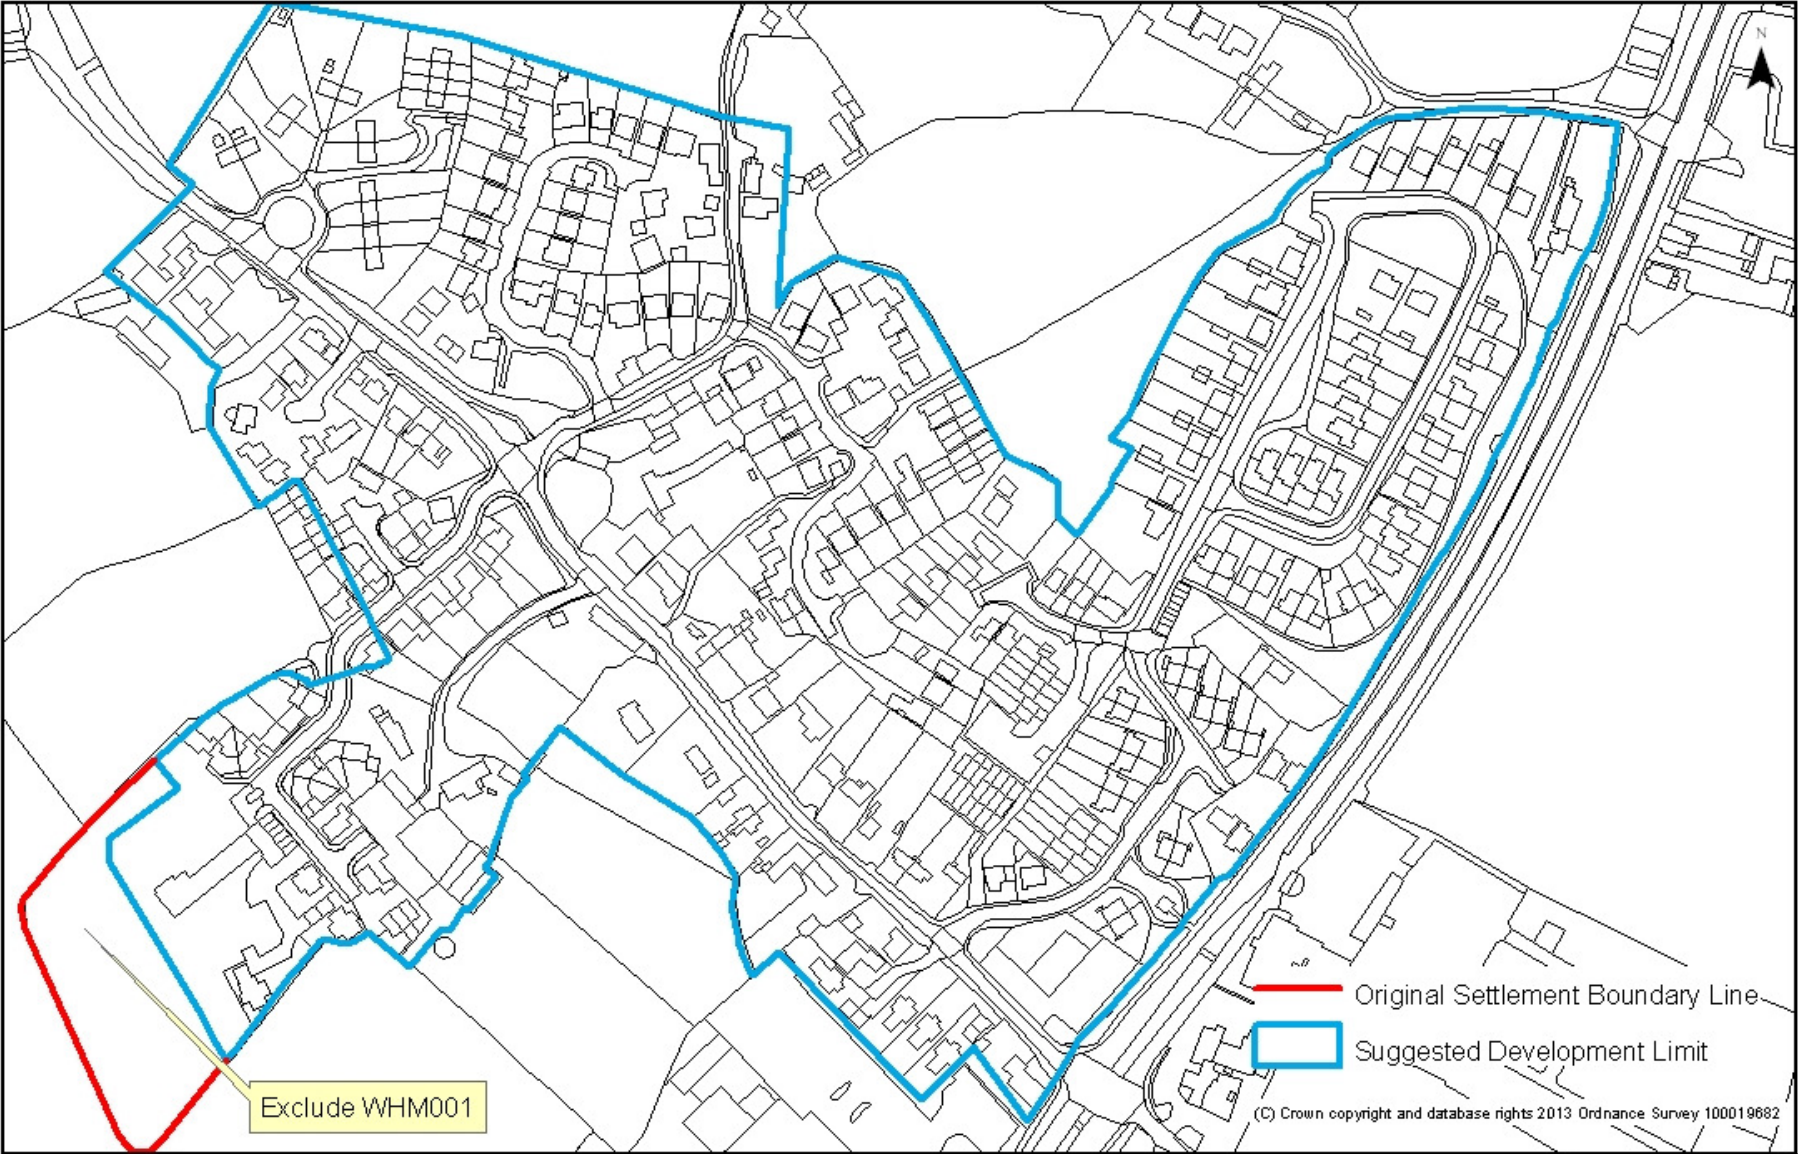 N
Original Settlement Boundary Line
Suggested Development Limit
Exclude WHM001
(C) Crown copyright and database rights 2013 Ordnance Survey 100019682